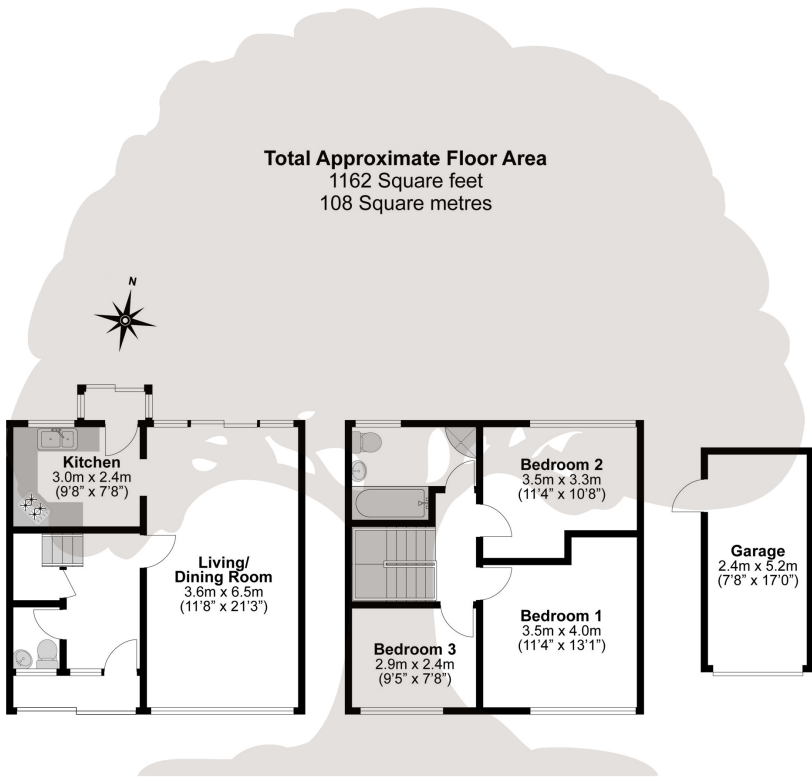 Total Approximate Floor Area
1162 Square feet
108 Square metres
N
Kitchen
3.0m x 2.4m
(9’8” x 7’8”)
Living/
Dining Room
3.6m x 6.5m
(11’8” x 21’3”)
Bedroom 2
3.5m x 3.3m
(11’4” x 10’8”)
Bedroom 1
3.5m x 4.0m
(11’4” x 13’1”)
Bedroom 3
2.9m x 2.4m
(9’5” x 7’8”)
Garage
2.4m x 5.2m
(7’8” x 17’0”)